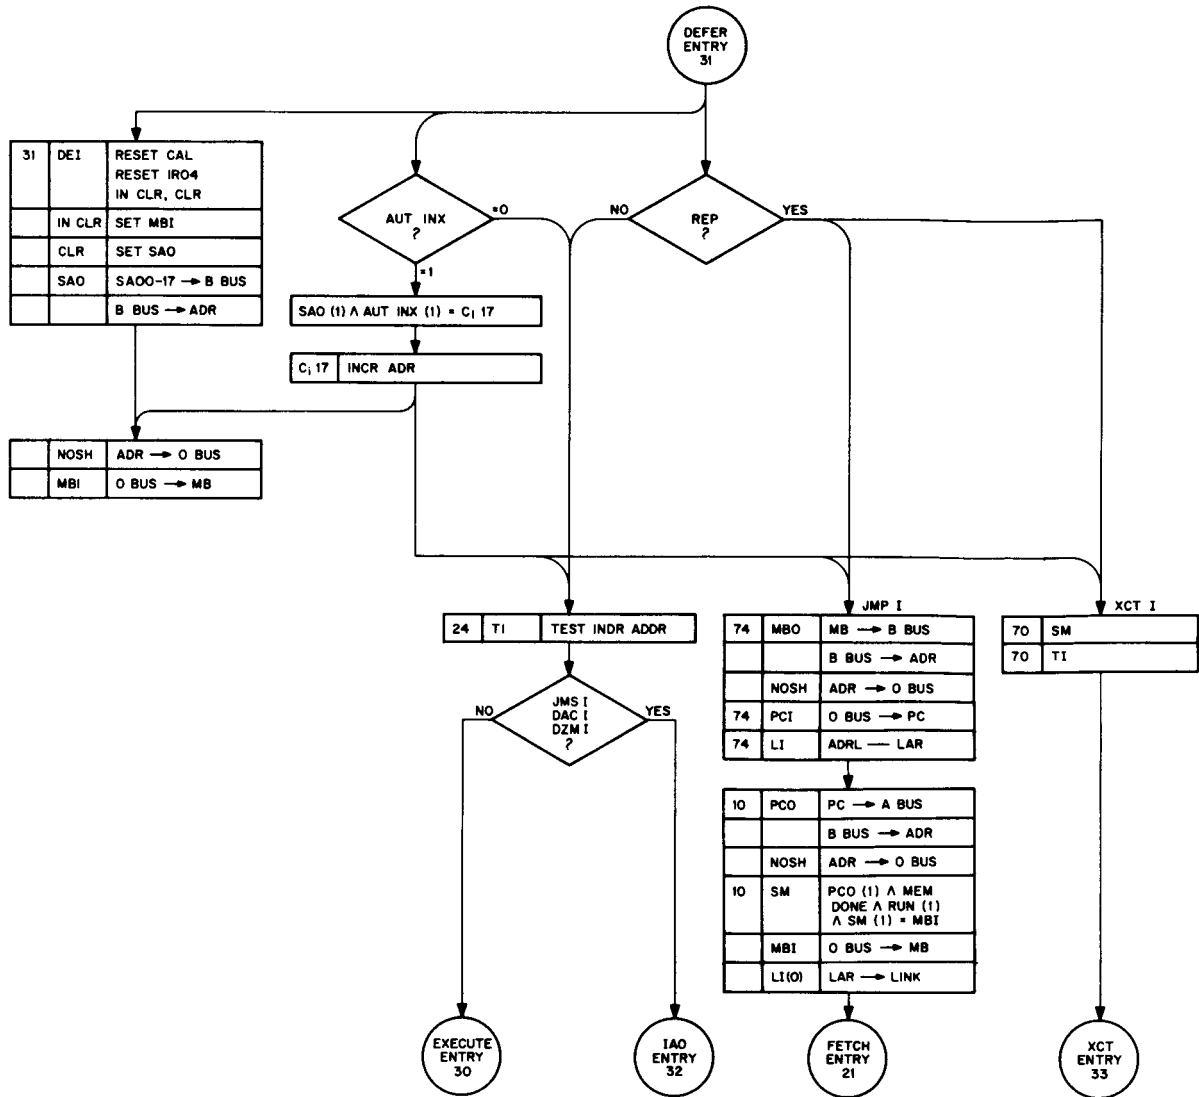 DEFER
ENTRY
31
31 DEI RESET CAL
RESET IR04
IN CLR, CLR
IN CLR SET MBI
CLR SET SAO
SAO SAO0-17 → B BUS
B BUS → ADR
AUT INX
?
=0
=1
NO
REP
?
YES
SAO (1) ∧ AUT INX (1) = Ci 17
Ci 17 INCR ADR
NOSH ADR → O BUS
MBI O BUS → MB
24 TI TEST INDR ADDR
NO
JMS I
DAC I
DZM I
?
YES
JMP I
74 MBO MB → B BUS
B BUS → ADR
NOSH ADR → O BUS
74 PCI O BUS → PC
74 LI ADRL — LAR
10 PCO PC → A BUS
B BUS → ADR
NOSH ADR → O BUS
10 SM PCO (1) ∧ MEM
DONE ∧ RUN (1)
∧ SM (1) = MBI
MBI O BUS → MB
LI(0) LAR → LINK
XCT I
70 SM
70 TI
EXECUTE
ENTRY
30
IAO
ENTRY
32
FETCH
ENTRY
21
XCT
ENTRY
33